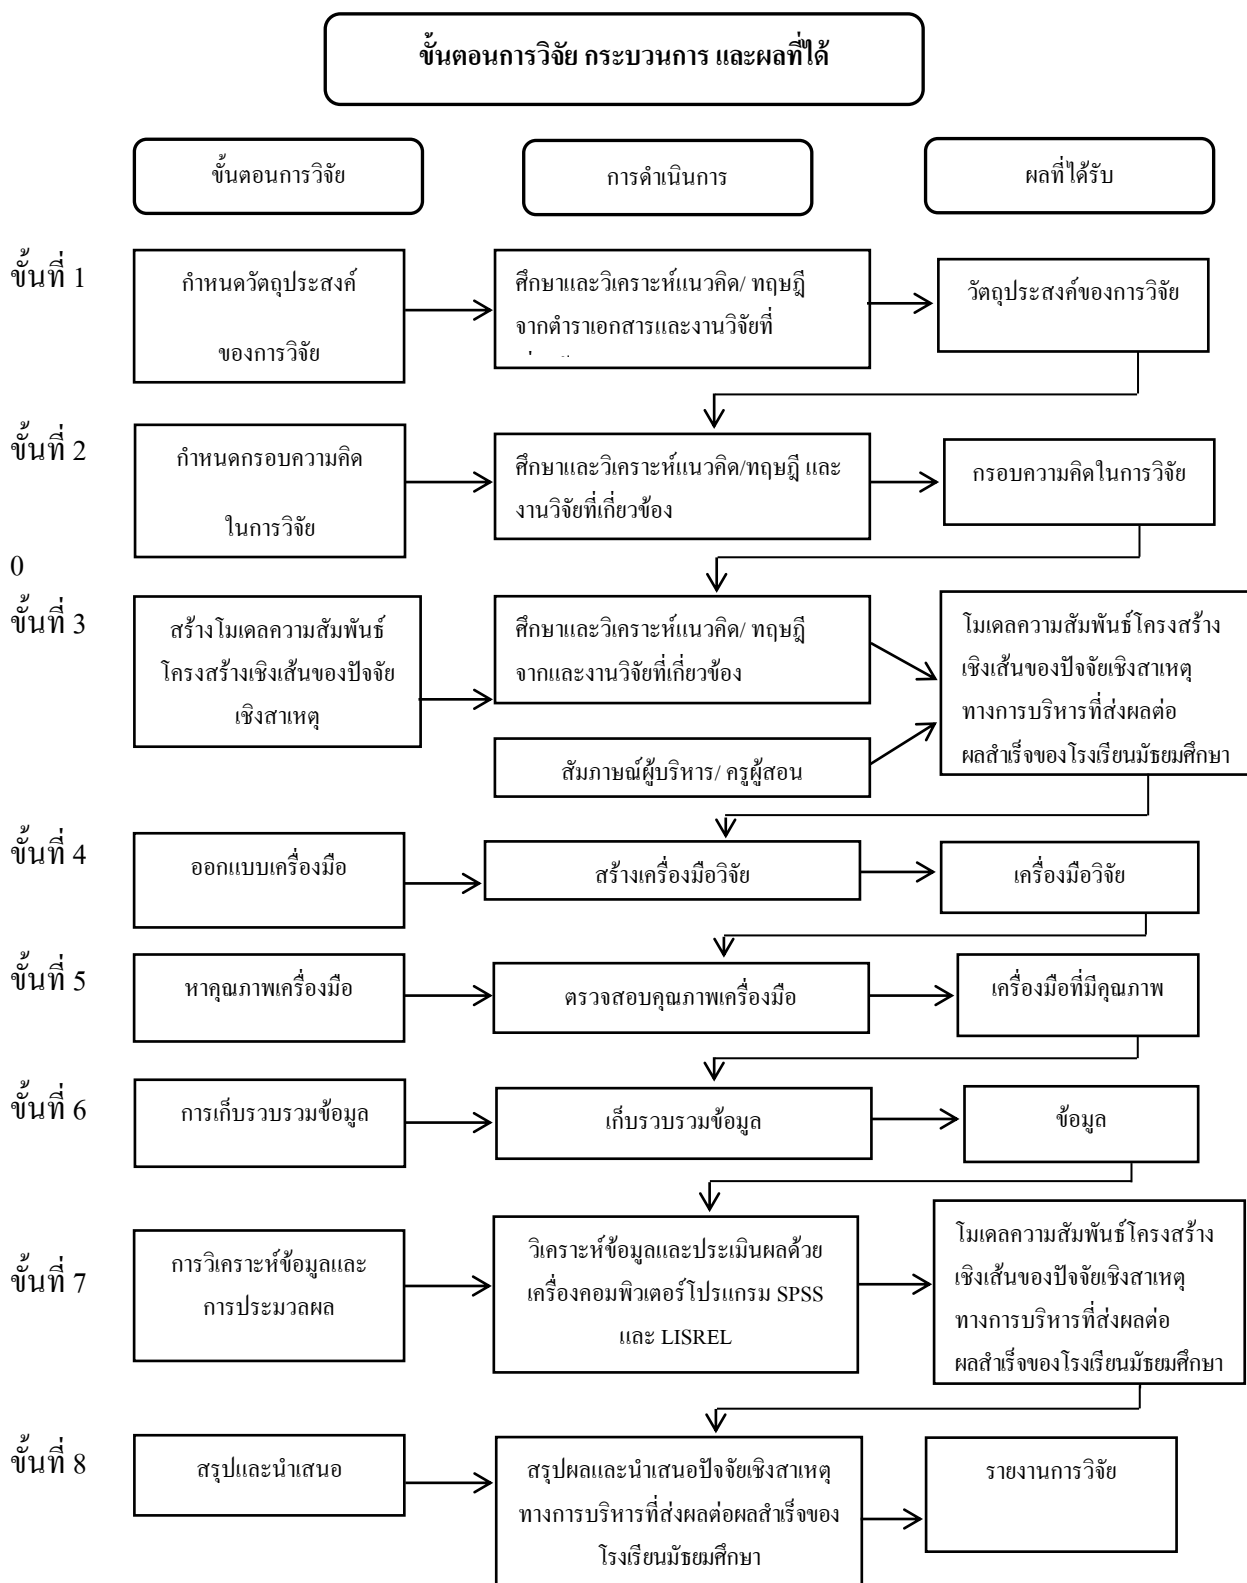 ขั้นตอนการวิจัย กระบวนการ และผลที่ได้
ขั้นตอนการวิจัย
การดำเนินการ
ผลที่ได้รับ
ขั้นที่ 1
กำหนดวัตถุประสงค์
ของการวิจัย
ศึกษาและวิเคราะห์แนวคิด/ ทฤษฎี
จากตำราเอกสารและงานวิจัยที่
วัตถุประสงค์ของการวิจัย
ขั้นที่ 2
กำหนดกรอบความคิด
ในการวิจัย
ศึกษาและวิเคราะห์แนวคิด/ทฤษฎี และ
งานวิจัยที่เกี่ยวข้อง
กรอบความคิดในการวิจัย
0
ขั้นที่ 3
สร้างโมเดลความสัมพันธ์
โครงสร้างเชิงเส้นของปัจจัย
เชิงสาเหตุ
ศึกษาและวิเคราะห์แนวคิด/ ทฤษฎี
จากและงานวิจัยที่เกี่ยวข้อง
สัมภาษณ์ผู้บริหาร/ ครูผู้สอน
โมเดลความสัมพันธ์โครงสร้าง
เชิงเส้นของปัจจัยเชิงสาเหตุ
ทางการบริหารที่ส่งผลต่อ
ผลสำเร็จของโรงเรียนมัธยมศึกษา
ขั้นที่ 4
ออกแบบเครื่องมือ
สร้างเครื่องมือวิจัย
เครื่องมือวิจัย
ขั้นที่ 5
หาคุณภาพเครื่องมือ
ตรวจสอบคุณภาพเครื่องมือ
เครื่องมือที่มีคุณภาพ
ขั้นที่ 6
การเก็บรวบรวมข้อมูล
เก็บรวบรวมข้อมูล
ข้อมูล
ขั้นที่ 7
การวิเคราะห์ข้อมูลและ
การประมวลผล
วิเคราะห์ข้อมูลและประเมินผลด้วย
เครื่องคอมพิวเตอร์โปรแกรม SPSS
และ LISREL
โมเดลความสัมพันธ์โครงสร้าง
เชิงเส้นของปัจจัยเชิงสาเหตุ
ทางการบริหารที่ส่งผลต่อ
ผลสำเร็จของโรงเรียนมัธยมศึกษา
ขั้นที่ 8
สรุปและนำเสนอ
สรุปผลและนำเสนอปัจจัยเชิงสาเหตุ
ทางการบริหารที่ส่งผลต่อผลสำเร็จของ
โรงเรียนมัธยมศึกษา
รายงานการวิจัย